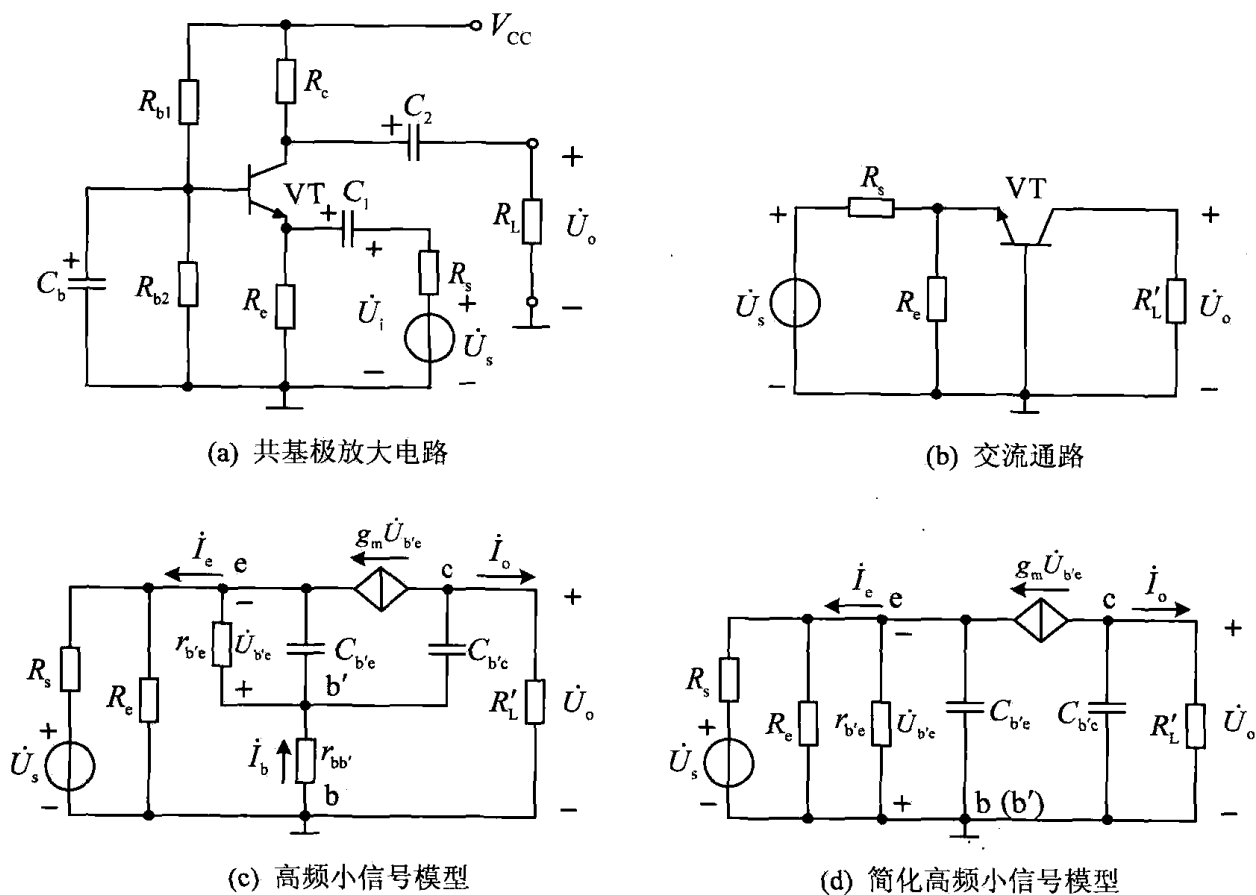 V_CC
R_c
R_b1
C_2
+
VT
C_1
+
+
+
R_L
U̇_o
C_b
+
R_b2
R_e
U̇_i
R_s
+
U̇_s
−
−
−
(a) 共基极放大电路
R_s
VT
+
+
U̇_s
R_e
R′_L
U̇_o
−
−
(b) 交流通路
İ_e
e
g_m U̇_b′e
c
İ_o
−
+
R_s
R_e
r_b′e
U̇_b′e
C_b′e
C_b′c
+
b′
R′_L
U̇_o
+
U̇_s
İ_b
r_bb′
−
b
−
(c) 高频小信号模型
İ_e
e
g_m U̇_b′e
c
İ_o
−
+
R_s
+
R_e
r_b′e
U̇_b′e
C_b′e
C_b′c
R′_L
U̇_o
U̇_s
−
+
b (b′)
−
(d) 简化高频小信号模型